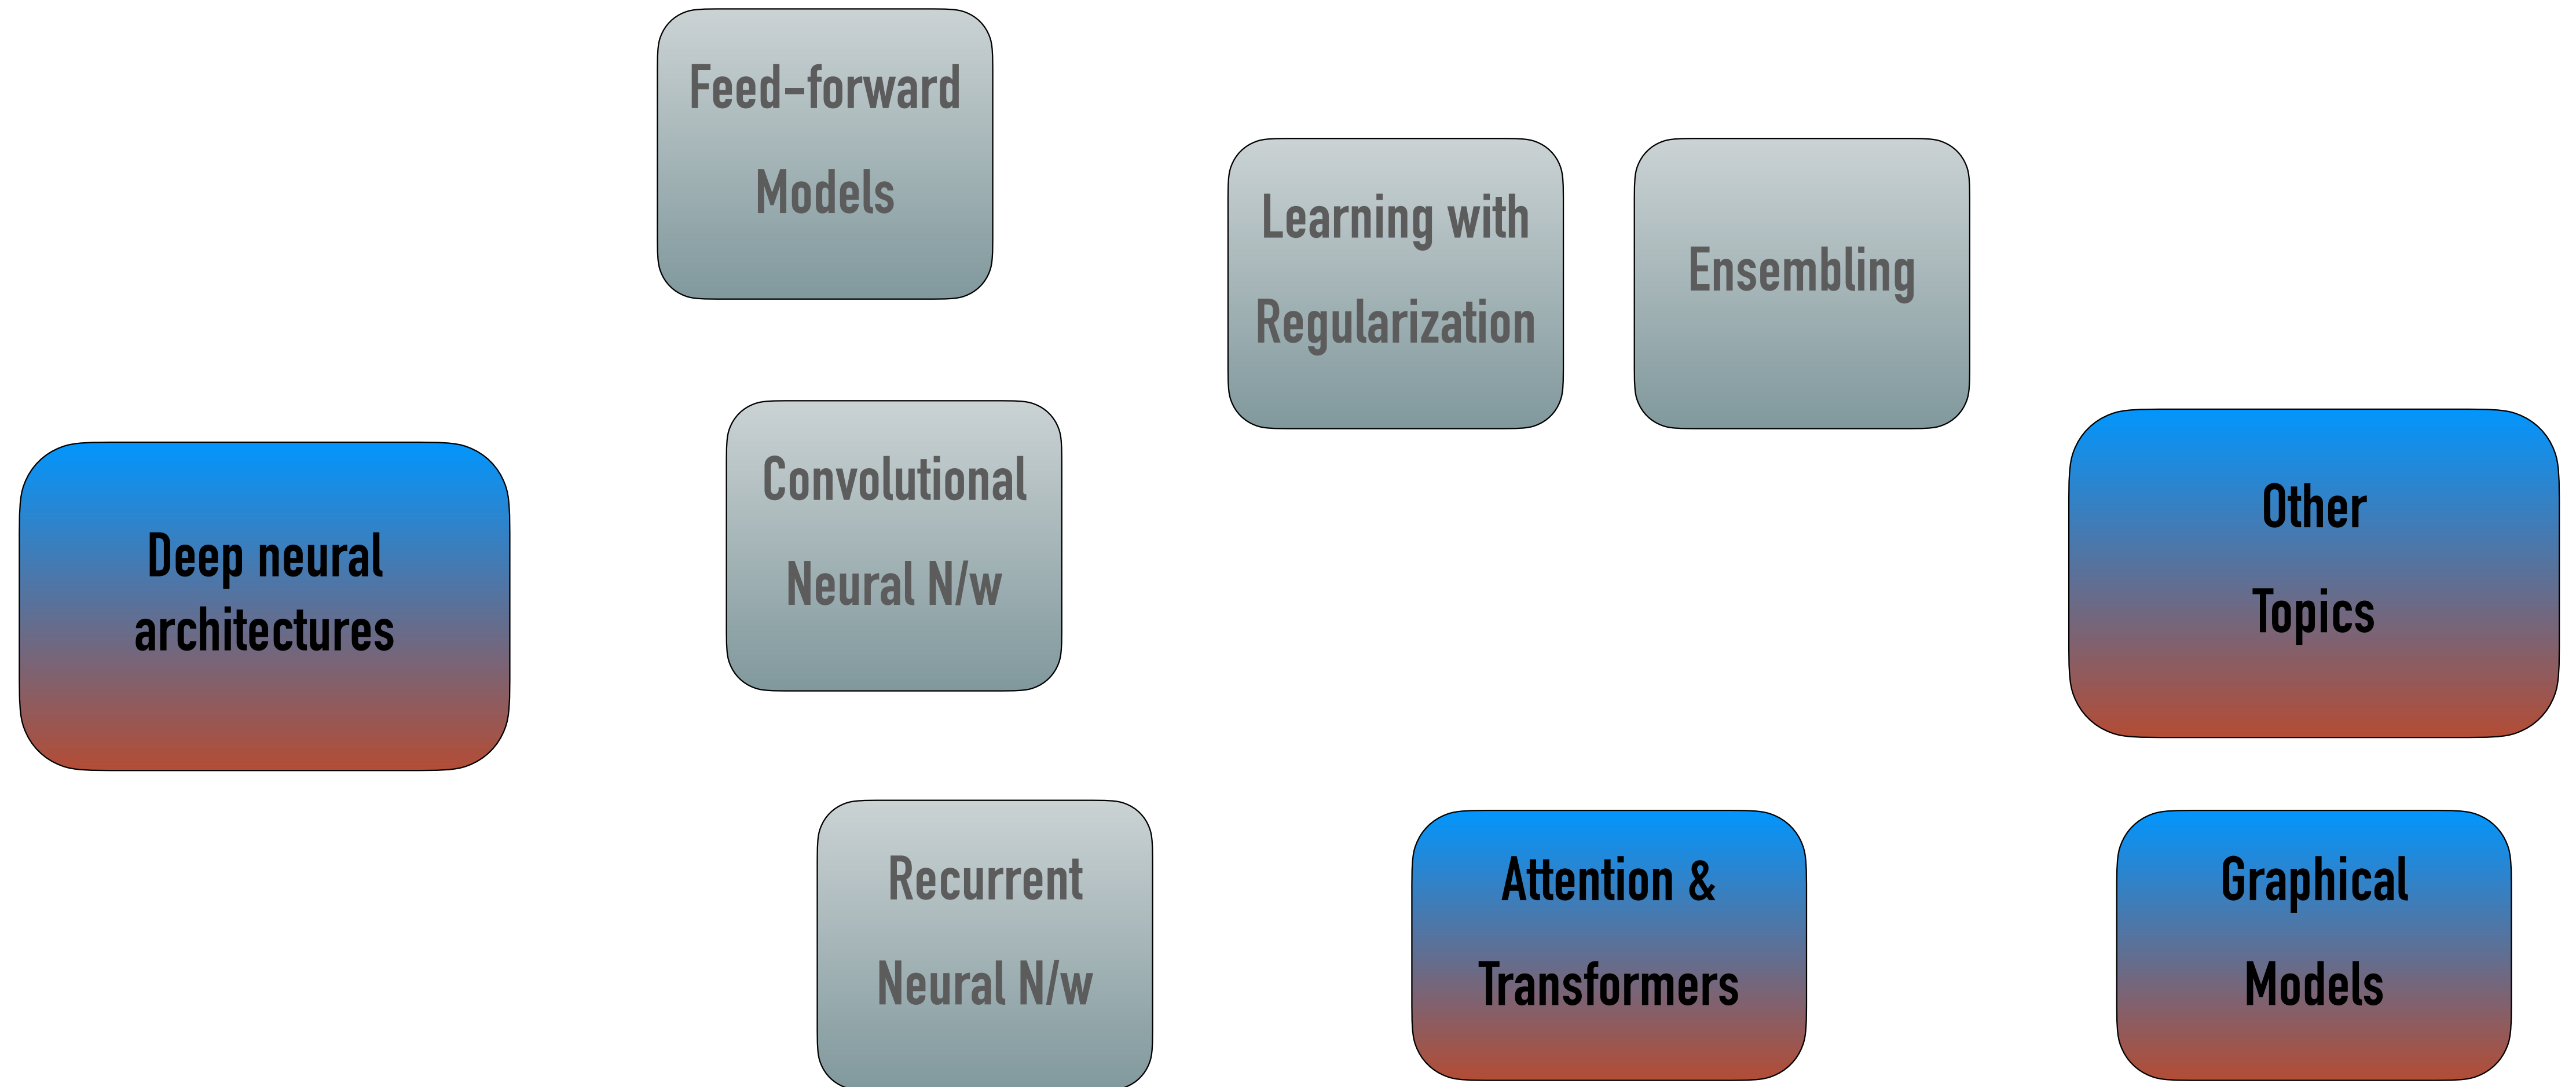 Feed-forward
Models
Learning with
Regularization
Ensembling
Convolutional
Neural N/w
Deep neural
architectures
Other
Topics
Recurrent
Neural N/w
Attention &
Transformers
Graphical
Models